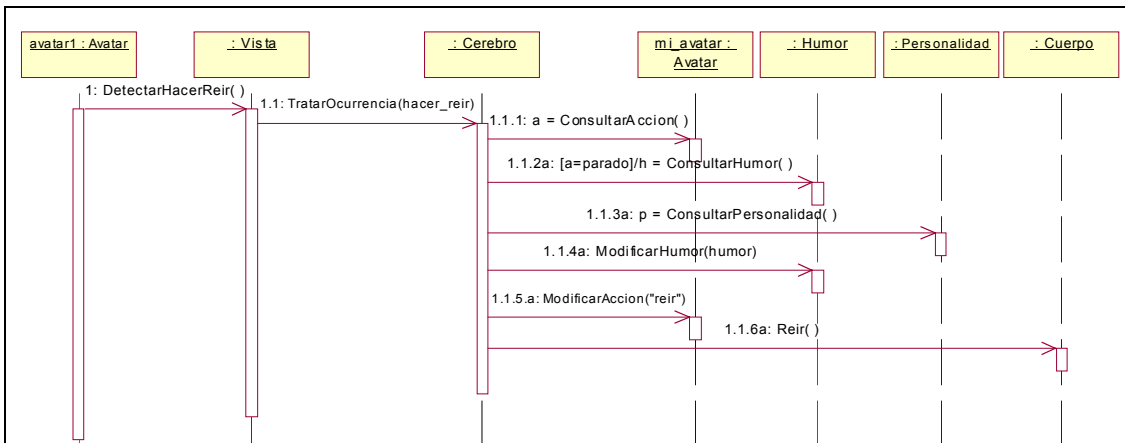 avatar1 : Avatar
: Vista
: Cerebro
mi_avatar :
Avatar
: Humor
: Personalidad
: Cuerpo
1: DetectarHacerReir( )
1.1: TratarOcurrencia(hacer_reir)
1.1.1: a = ConsultarAccion( )
1.1.2a: [a=parado]/h = ConsultarHumor( )
1.1.3a: p = ConsultarPersonalidad( )
1.1.4a: ModificarHumor(humor)
1.1.5.a: ModificarAccion("reir")
1.1.6a: Reir( )